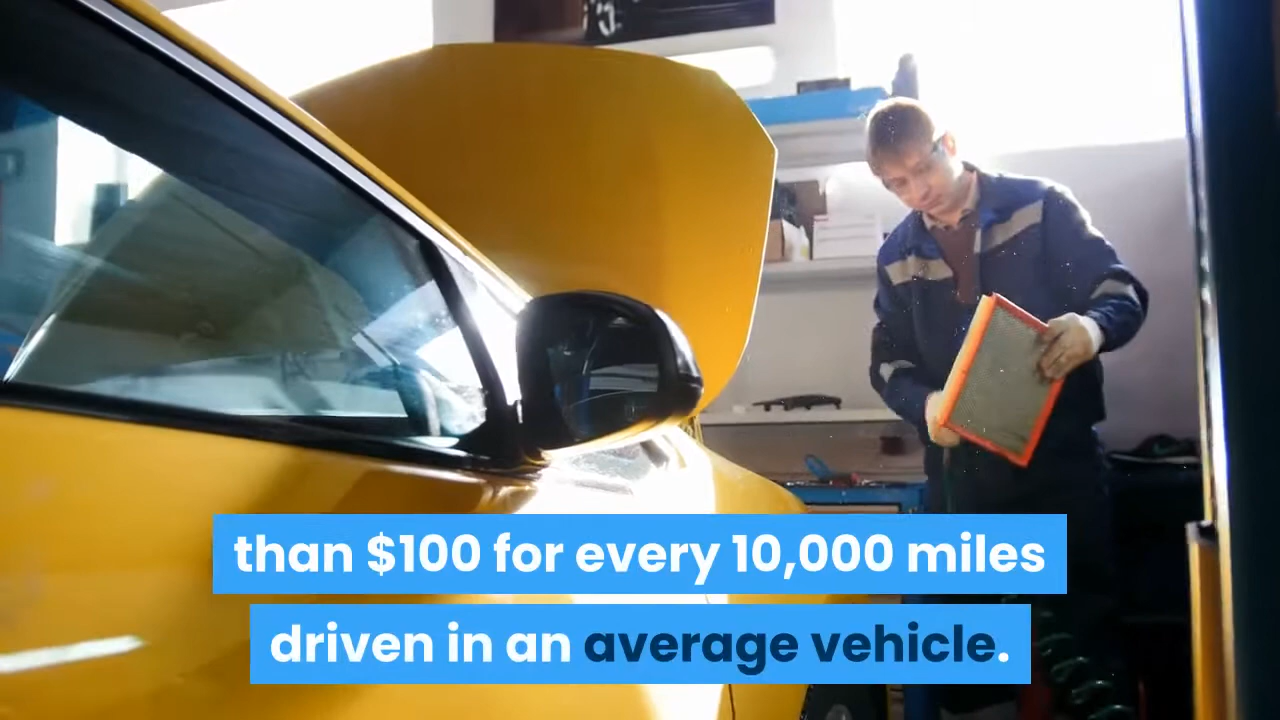 than $100 for every 10,000 miles
driven in an average vehicle.